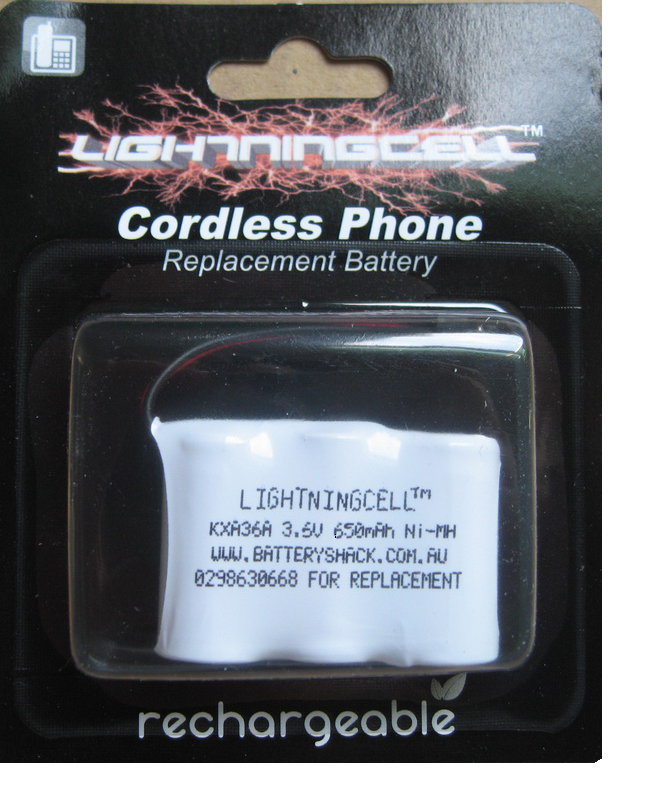 LIGHTNINGCELL™
Cordless Phone
Replacement Battery
LIGHTNINGCELL™
KXA36A 3.6V 650mAh Ni-MH
WWW.BATTERYSHACK.COM.AU
0298630668 FOR REPLACEMENT
rechargeable